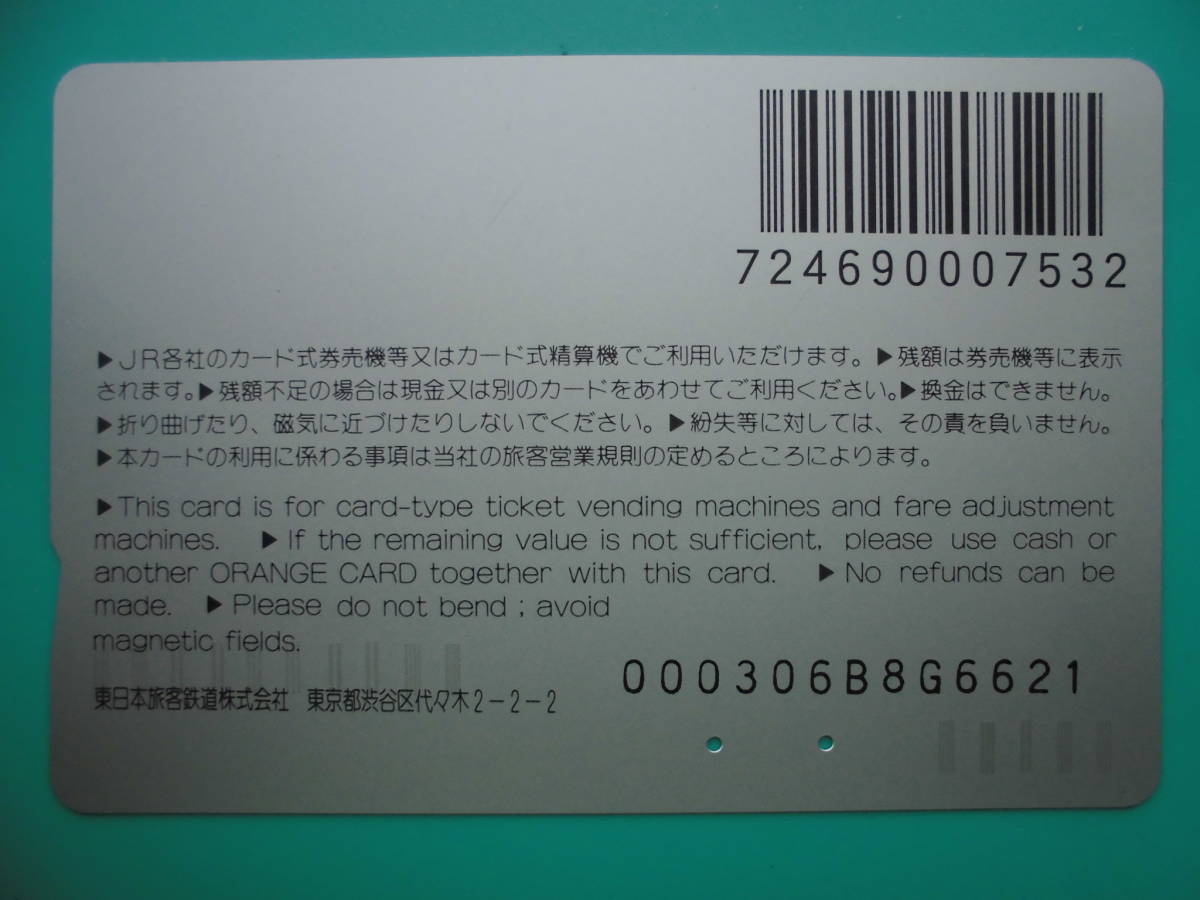 724690007532
▶JR各社のカード式券売機等又はカード式精算機でご利用いただけます。▶残額は券売機等に表示
されます。▶残額不足の場合は現金又は別のカードをあわせてご利用ください。▶換金はできません。
▶折り曲げたり、磁気に近づけたりしないでください。▶紛失等に対しては、その責を負いません。
▶本カードの利用に係わる事項は当社の旅客営業規則の定めるところによります。
▶This card is for card-type ticket vending machines and fare adjustment
machines. ▶If the remaining value is not sufficient, please use cash or
another ORANGE CARD together with this card. ▶No refunds can be
made. ▶Please do not bend ; avoid
magnetic fields.
000306B8G6621
東日本旅客鉄道株式会社 東京都渋谷区代々木2-2-2